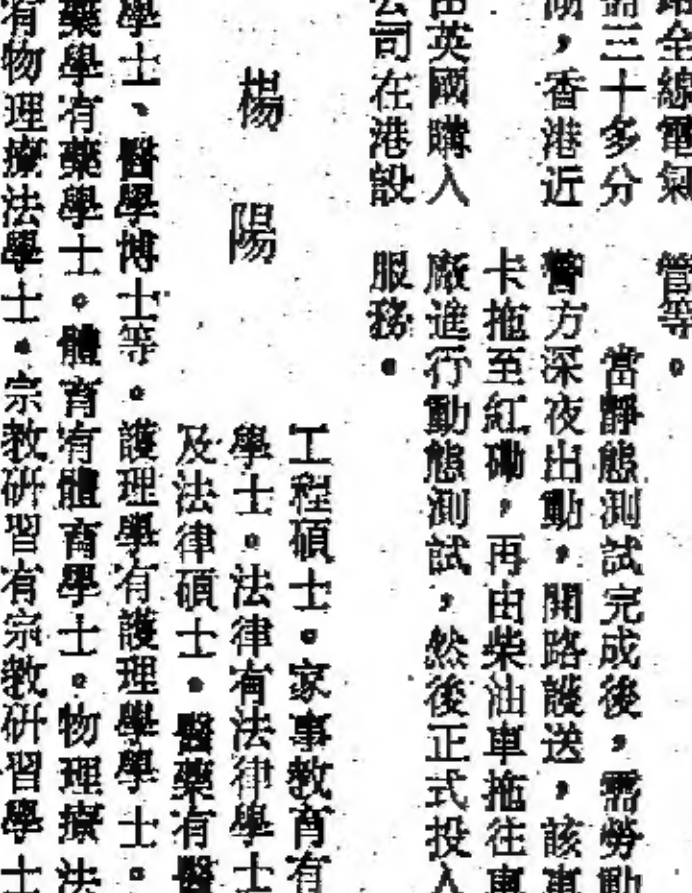 路全線電氣
需三十多分
湖，香港近
由英國購入
公司在港設
管等。
當靜態測試完成後，需勞動
警方深夜出動，開路護送，該車
卡拖至紅磡，再由柴油車拖往車
廠進行動態測試，然後正式投入
服務。
楊陽
工程碩士。家事教育有
學士。法律有法律學士
及法律碩士。醫藥有醫
學士、醫學博士等。護理學有護理學學士。
藥學有藥學士。體育有體育學士。物理療法
有物理療法學士。宗教研習有宗教研習學士